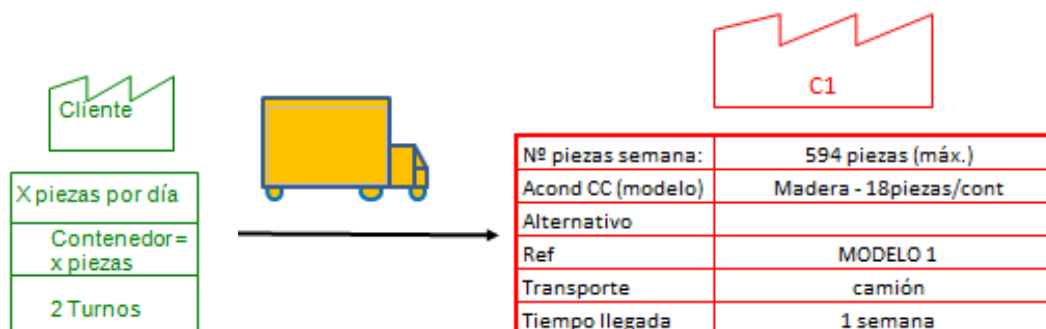 Cliente
X piezas por día
Contenedor=
x piezas
2 Turnos
C1
Nº piezas semana: 594 piezas (máx.)
Acond CC (modelo) Madera - 18piezas/cont
Alternativo
Ref MODELO 1
Transporte camión
Tiempo llegada 1 semana